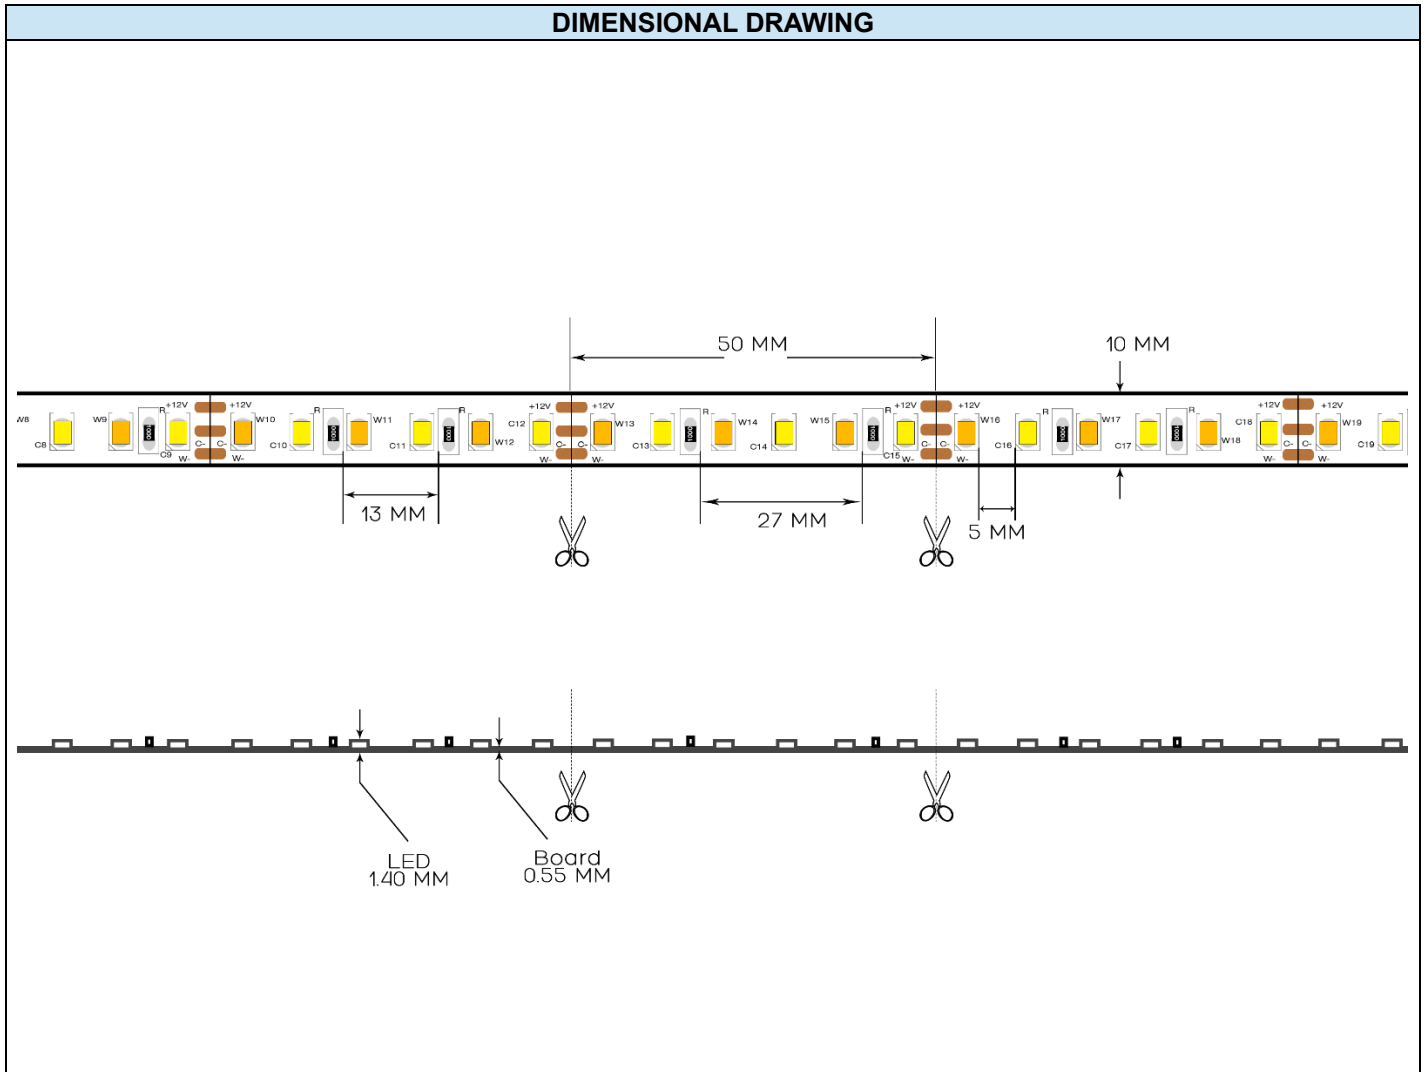 DIMENSIONAL DRAWING
50 MM
10 MM
W8
C8
W9
R
+12V
+12V
C9
C-
C-
W-
W-
W10
C10
R
W11
C11
R
W12
C12
+12V
+12V
C-
C-
W-
W-
W13
C13
R
1000
W14
C14
W15
R
C15
+12V
+12V
C-
C-
W-
W-
W16
C16
R
W17
C17
R
W18
C18
+12V
+12V
C-
C-
W-
W-
W19
C19
13 MM
27 MM
5 MM
LED
1.40 MM
Board
0.55 MM